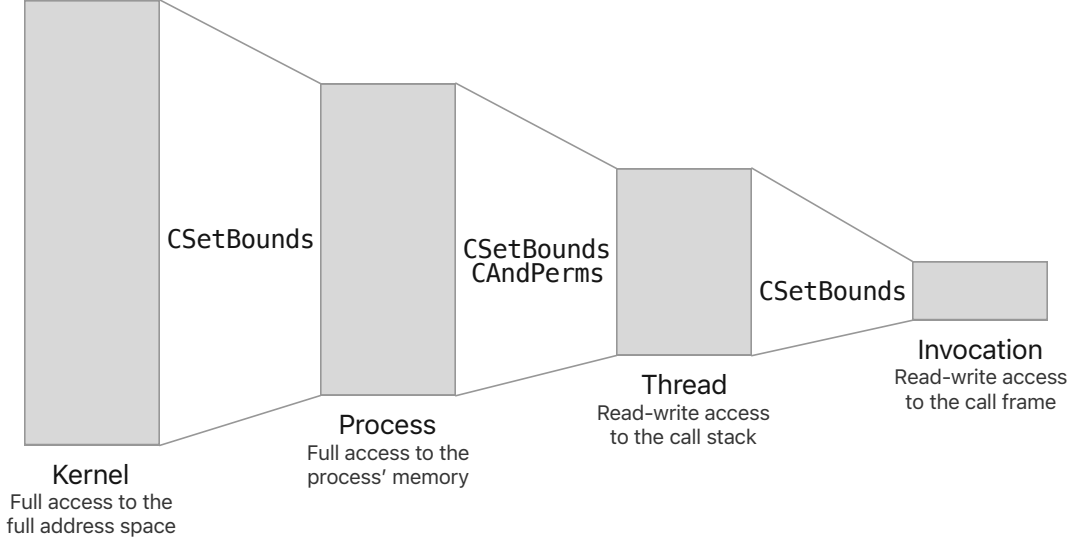 CSetBounds
CSetBounds
CAndPerms
CSetBounds
Kernel
Full access to the
full address space
Process
Full access to the
process’ memory
Thread
Read-write access
to the call stack
Invocation
Read-write access
to the call frame